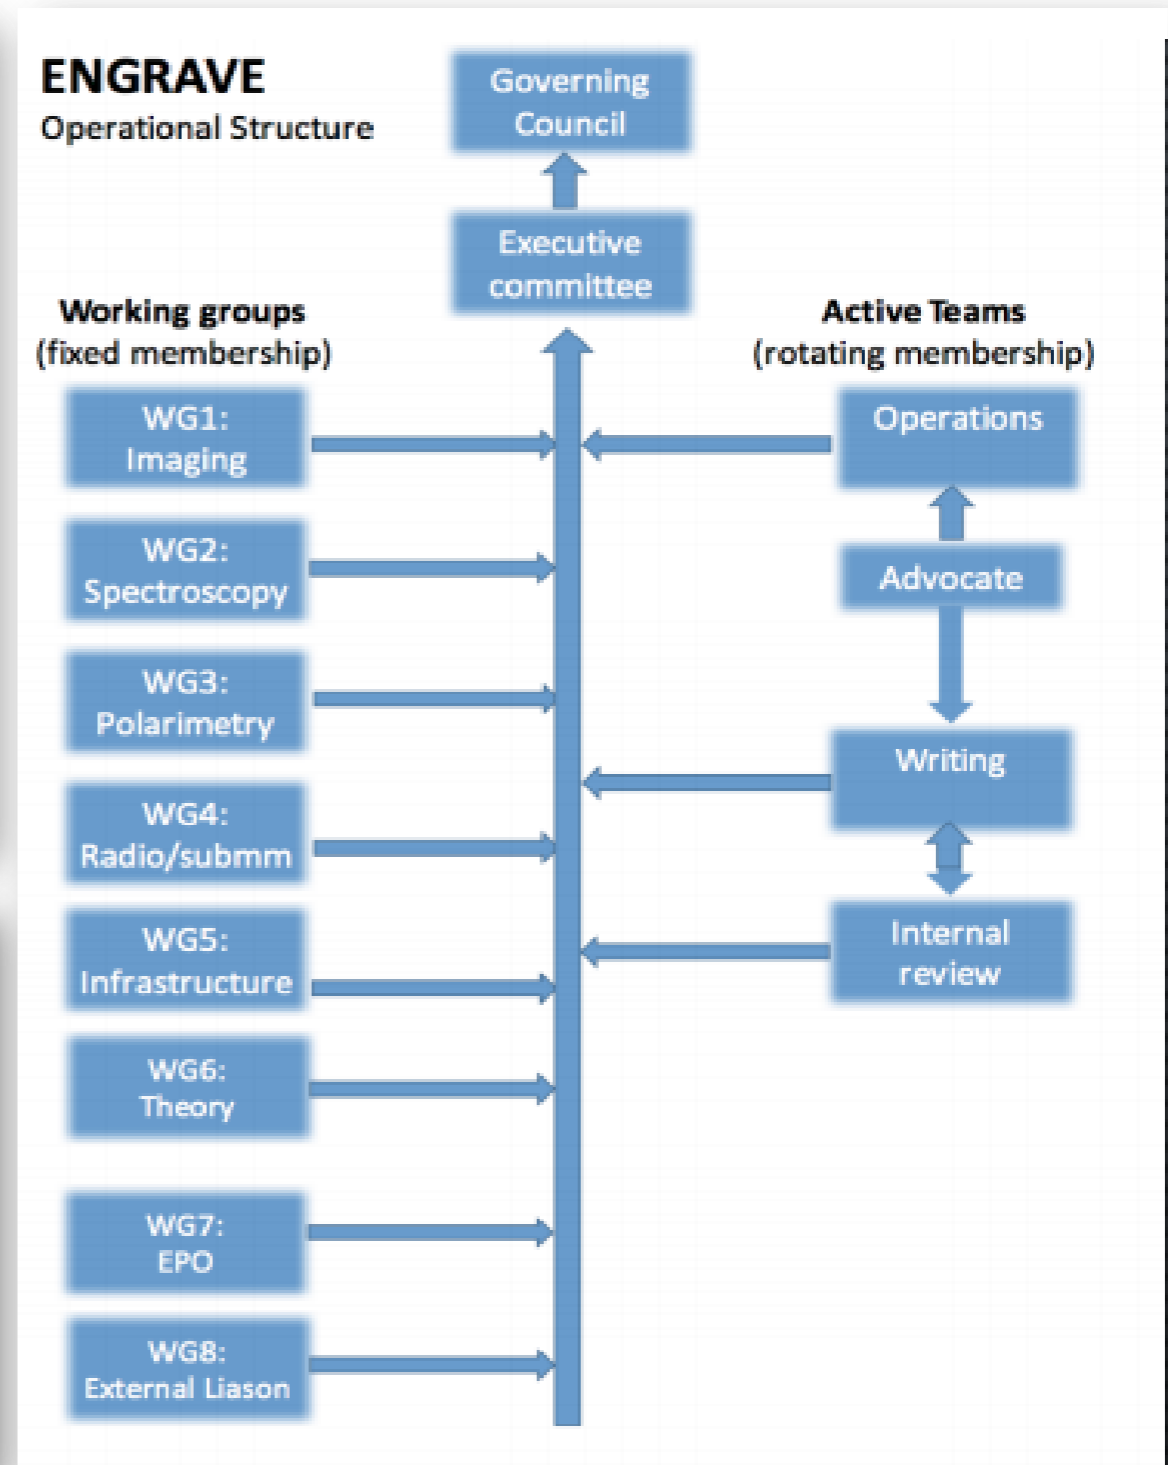 ENGRAVE
Operational Structure
Governing
Council
Executive
committee
Working groups
(fixed membership)
Active Teams
(rotating membership)
WG1:
Imaging
WG2:
Spectroscopy
WG3:
Polarimetry
WG4:
Radio/submm
WG5:
Infrastructure
WG6:
Theory
WG7:
EPO
WG8:
External Liason
Operations
Advocate
Writing
Internal
review